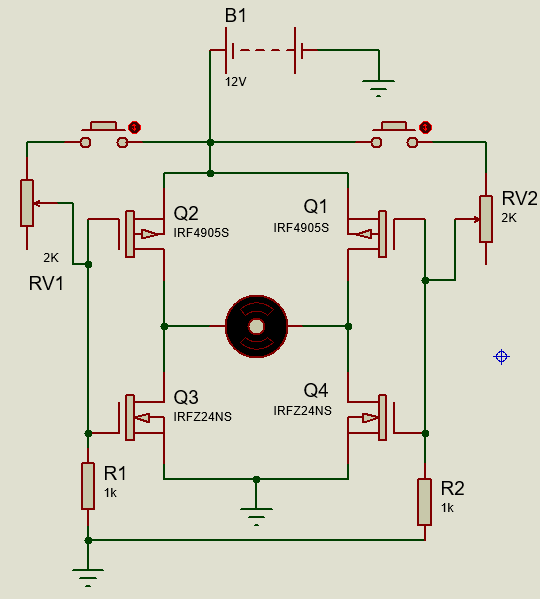 B1
12V
Q2
IRF4905S
Q1
IRF4905S
RV2
2K
2K
RV1
Q3
IRFZ24NS
Q4
IRFZ24NS
R1
1k
R2
1k